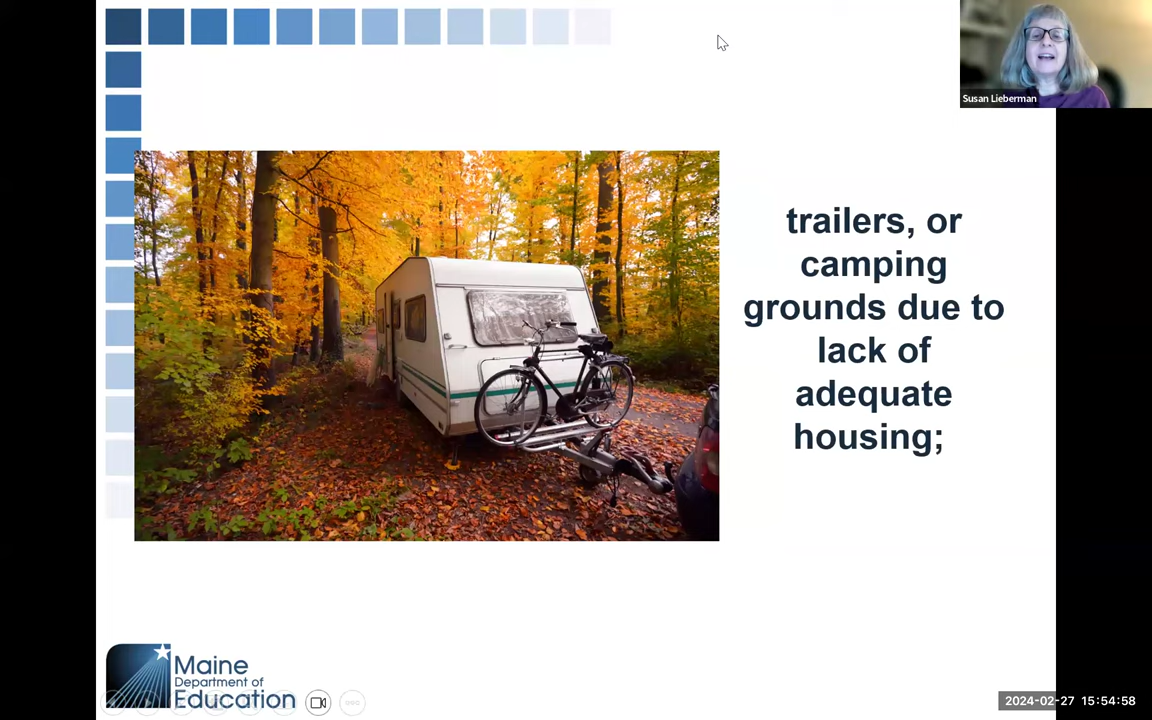 Susan Lieberman
trailers, or
camping
grounds due to
lack of
adequate
housing;
Maine
Department of
Education
2024-02-27 15:54:58